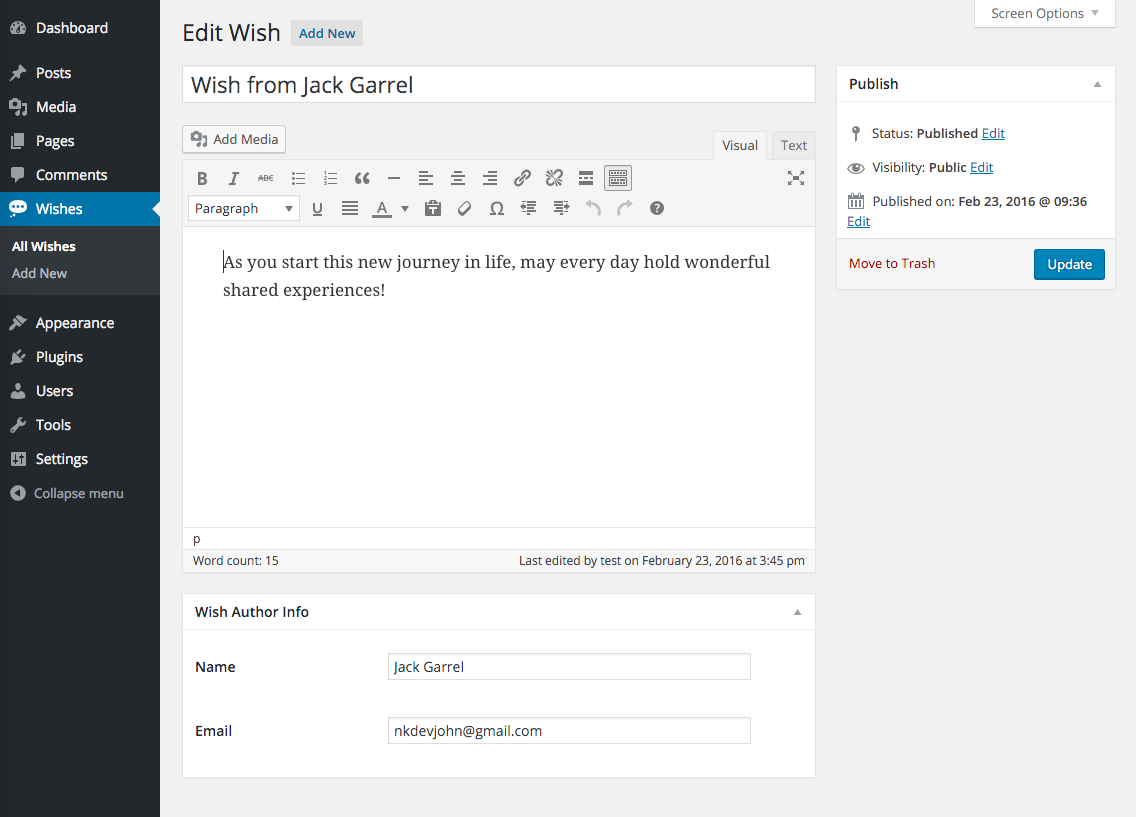 Dashboard
Posts
Media
Pages
Comments
Wishes
All Wishes
Add New
Appearance
Plugins
Users
Tools
Settings
Collapse menu
Screen Options
Edit Wish Add New
Wish from Jack Garrel
Add Media
Visual Text
B I ABC
Paragraph U A Ω ?
As you start this new journey in life, may every day hold wonderful
shared experiences!
p
Word count: 15 Last edited by test on February 23, 2016 at 3:45 pm
Publish
Status: Published Edit
Visibility: Public Edit
Published on: Feb 23, 2016 @ 09:36
Edit
Move to Trash Update
Wish Author Info
Name Jack Garrel
Email nkdevjohn@gmail.com